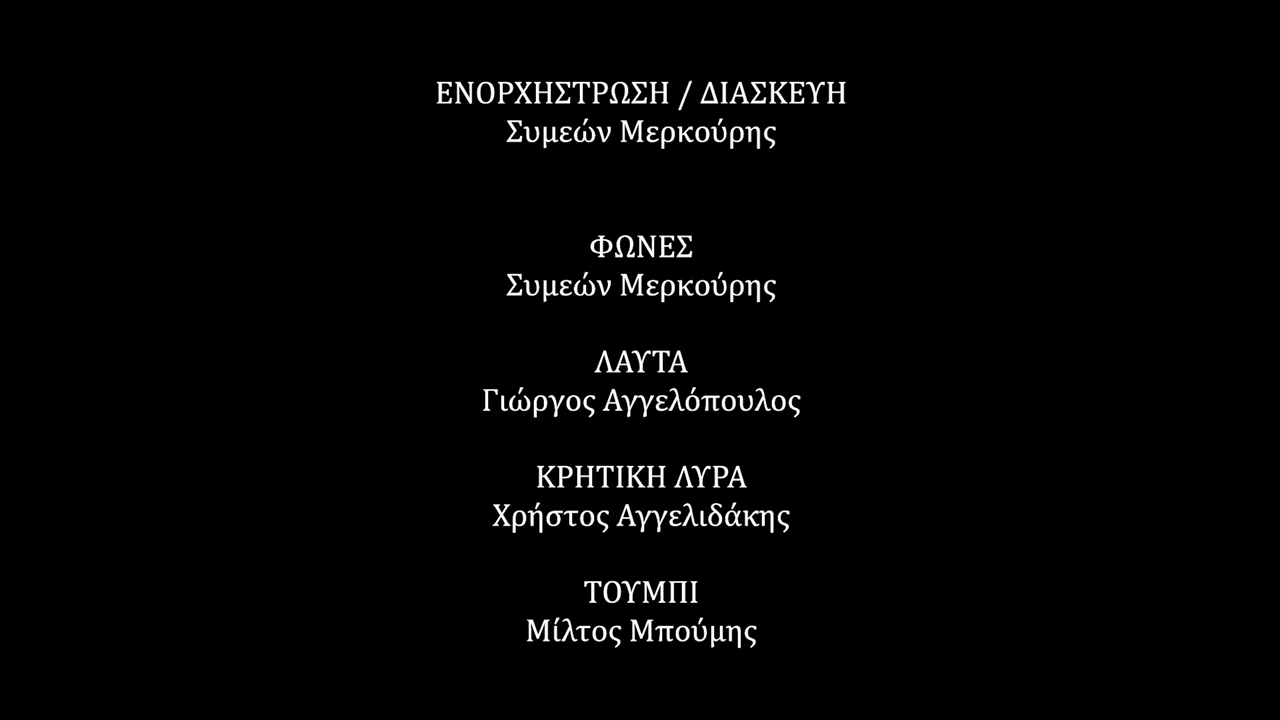 ΕΝΟΡΧΗΣΤΡΩΣΗ / ΔΙΑΣΚΕΥΗ
Συμεών Μερκούρης
ΦΩΝΕΣ
Συμεών Μερκούρης
ΛΑΥΤΑ
Γιώργος Αγγελόπουλος
ΚΡΗΤΙΚΗ ΛΥΡΑ
Χρήστος Αγγελιδάκης
ΤΟΥΜΠΙ
Μίλτος Μπούμης